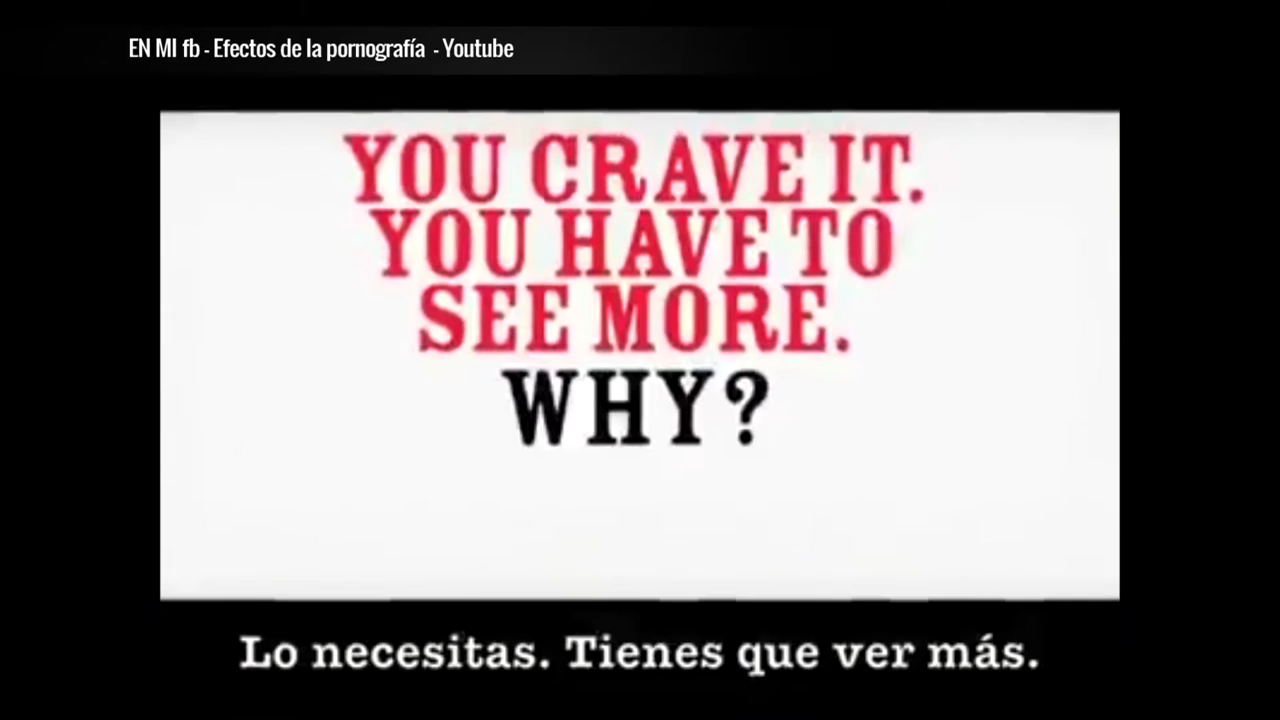 EN MI fb - Efectos de la pornografía - Youtube
YOU CRAVE IT.
YOU HAVE TO
SEE MORE.
WHY?
Lo necesitas. Tienes que ver más.